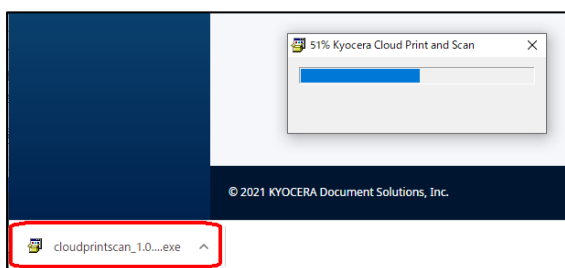 51% Kyocera Cloud Print and Scan
© 2021 KYOCERA Document Solutions, Inc.
cloudprintscan_1.0....exe